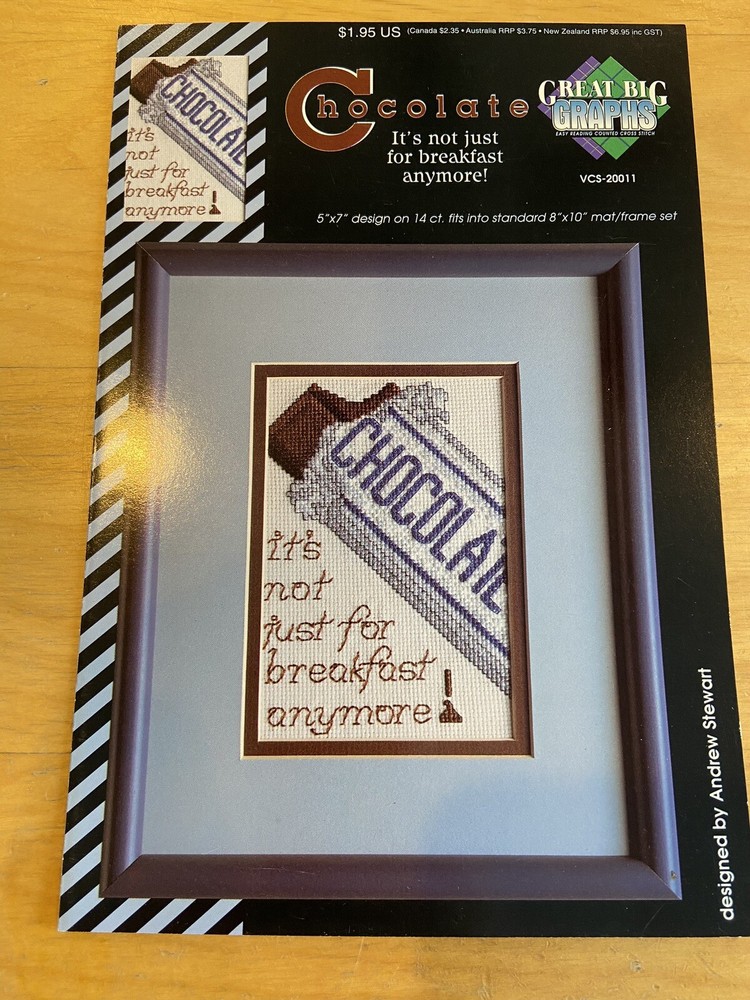 $1.95 US (Canada $2.35 • Australia RRP $3.75 • New Zealand RRP $6.95 inc GST)
Chocolate
It's not just
for breakfast
anymore!
GREAT BIG
GRAPHS
EASY READING COUNTED CROSS STITCH
VCS-20011
5"x7" design on 14 ct. fits into standard 8"x10" mat/frame set
CHOCOLATE
it's
not
just for
breakfast
anymore!
CHOCOLATE
it's
not
just for
breakfast
anymore!
designed by Andrew Stewart